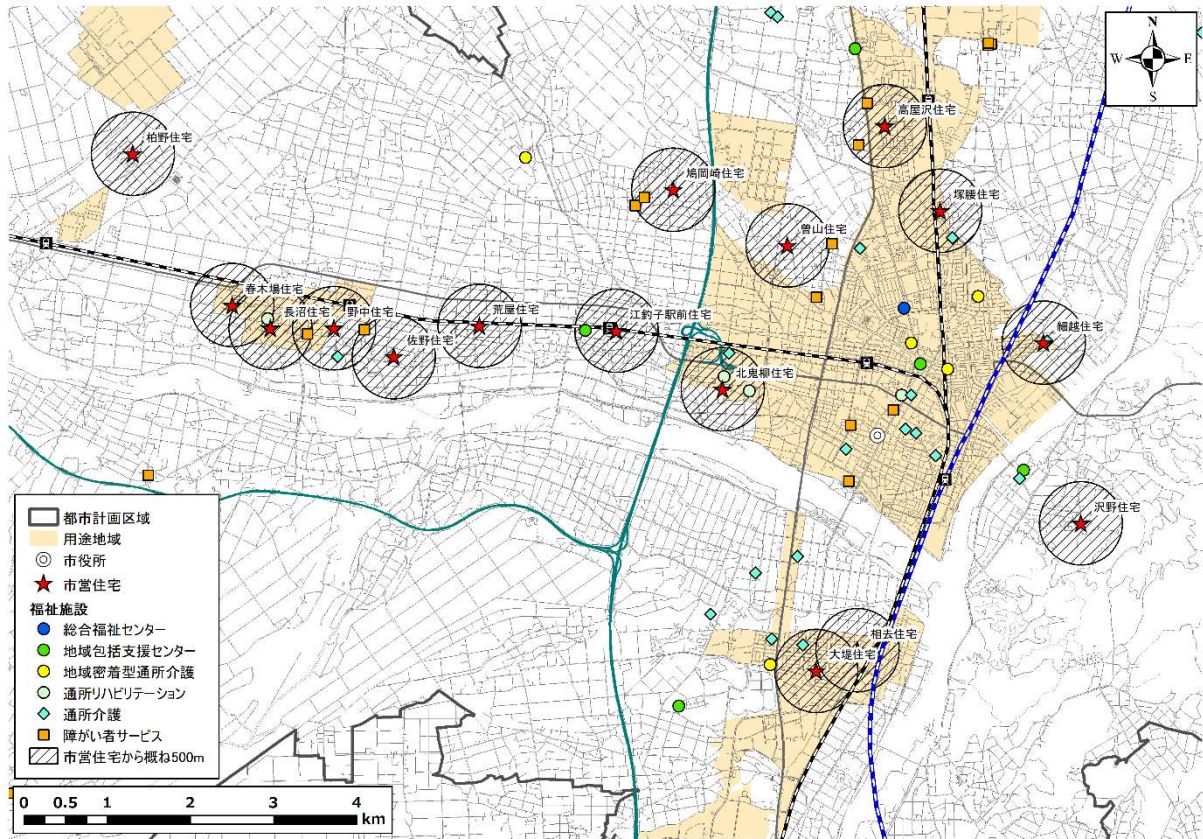 N
W
E
S
柏野住宅
高屋沢住宅
鳩岡崎住宅
塚腰住宅
曽山住宅
春木場住宅
長沼住宅
野中住宅
荒屋住宅
江釣子駅前住宅
佐野住宅
細越住宅
北鬼柳住宅
沢野住宅
相去住宅
大堤住宅
都市計画区域
用途地域
市役所
市営住宅
福祉施設
総合福祉センター
地域包括支援センター
地域密着型通所介護
通所リハビリテーション
通所介護
障がい者サービス
市営住宅から概ね500m
0 0.5 1 2 3 4
km